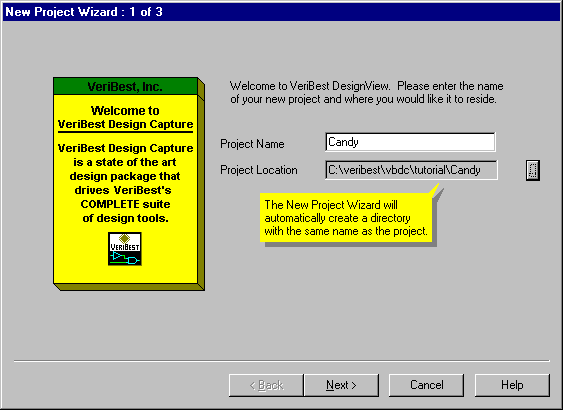 New Project Wizard : 1 of 3
VeriBest, Inc.
Welcome to
VeriBest Design Capture
VeriBest Design Capture
is a state of the art
design package that
drives VeriBest's
COMPLETE suite
of design tools.
VERIBEST
Welcome to VeriBest DesignView. Please enter the name
of your new project and where you would like it to reside.
Project Name
Candy
Project Location
C:\veribest\vbdc\tutorial\Candy
...
The New Project Wizard will
automatically create a directory
with the same name as the project.
< Back
Next >
Cancel
Help